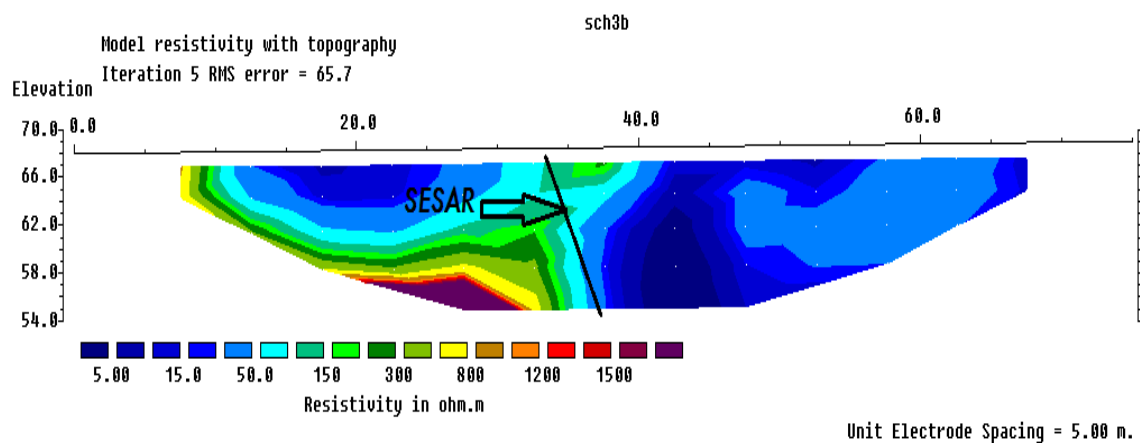 sch3b
Model resistivity with topography
Iteration 5 RMS error = 65.7
Elevation
70.0 0.0 20.0 40.0 60.0
66.0
SESAR
62.0
58.0
54.0
5.00 15.0 50.0 150 300 800 1200 1500
Resistivity in ohm.m
Unit Electrode Spacing = 5.00 m.